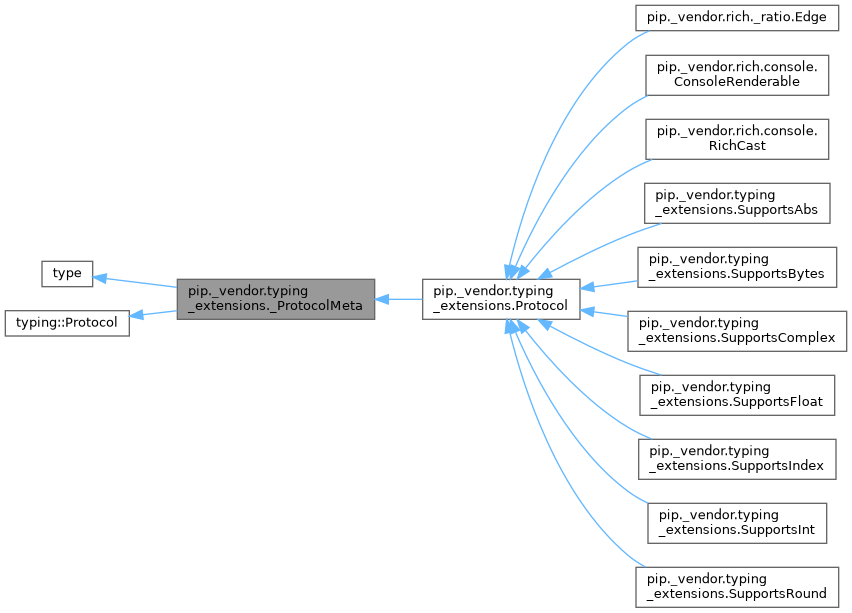 pip._vendor.rich._ratio.Edge
pip._vendor.rich.console.
ConsoleRenderable
pip._vendor.rich.console.
RichCast
pip._vendor.typing
_extensions.SupportsAbs
type
pip._vendor.typing
_extensions._ProtocolMeta
pip._vendor.typing
_extensions.Protocol
pip._vendor.typing
_extensions.SupportsBytes
typing::Protocol
pip._vendor.typing
_extensions.SupportsComplex
pip._vendor.typing
_extensions.SupportsFloat
pip._vendor.typing
_extensions.SupportsIndex
pip._vendor.typing
_extensions.SupportsInt
pip._vendor.typing
_extensions.SupportsRound